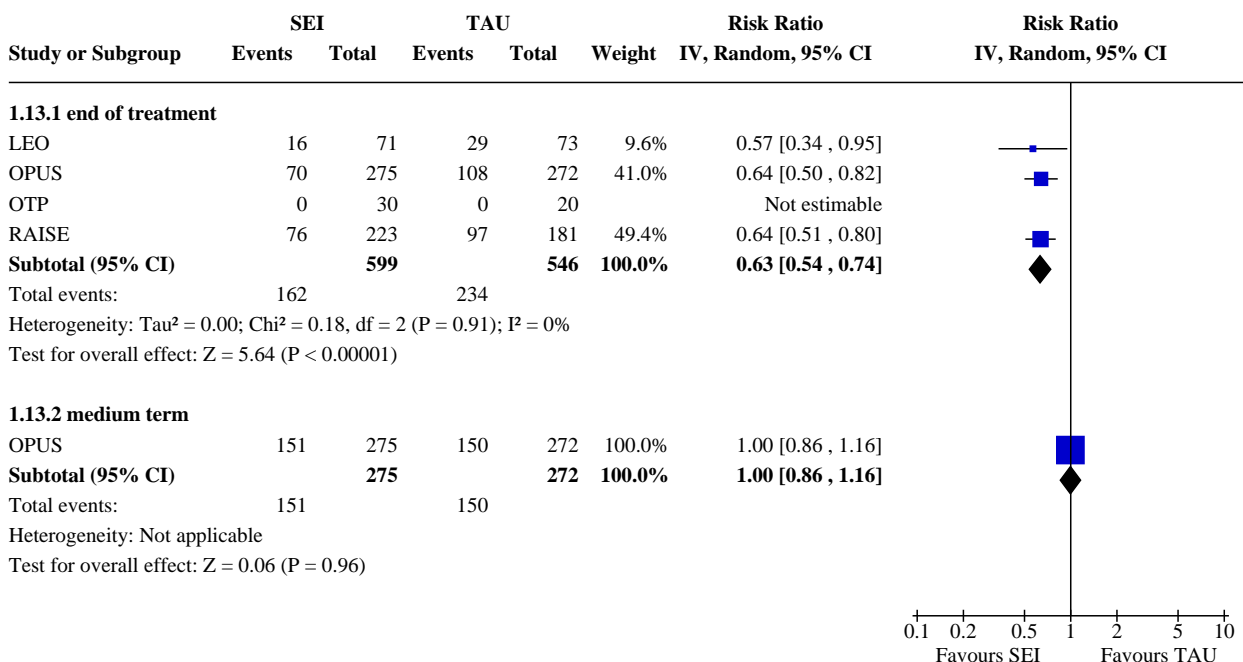 SEI TAU Risk Ratio Risk Ratio
Study or Subgroup Events Total Events Total Weight IV, Random, 95% CI IV, Random, 95% CI
1.13.1 end of treatment
LEO 16 71 29 73 9.6% 0.57 [0.34 , 0.95]
OPUS 70 275 108 272 41.0% 0.64 [0.50 , 0.82]
OTP 0 30 0 20 Not estimable
RAISE 76 223 97 181 49.4% 0.64 [0.51 , 0.80]
Subtotal (95% CI) 599 546 100.0% 0.63 [0.54 , 0.74]
Total events: 162 234
Heterogeneity: Tau² = 0.00; Chi² = 0.18, df = 2 (P = 0.91); I² = 0%
Test for overall effect: Z = 5.64 (P < 0.00001)
1.13.2 medium term
OPUS 151 275 150 272 100.0% 1.00 [0.86 , 1.16]
Subtotal (95% CI) 275 272 100.0% 1.00 [0.86 , 1.16]
Total events: 151 150
Heterogeneity: Not applicable
Test for overall effect: Z = 0.06 (P = 0.96)
0.1 0.2 0.5 1 2 5 10
Favours SEI Favours TAU